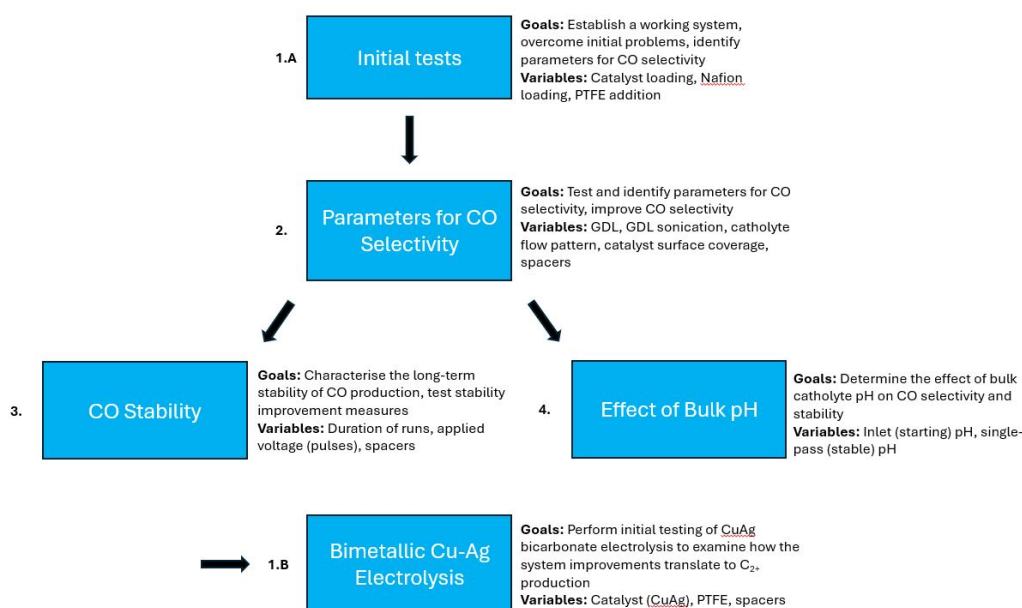 1.A
Initial tests
Goals: Establish a working system,
overcome initial problems, identify
parameters for CO selectivity
Variables: Catalyst loading, Nafion
loading, PTFE addition
2.
Parameters for CO
Selectivity
Goals: Test and identify parameters for CO
selectivity, improve CO selectivity
Variables: GDL, GDL sonication, catholyte
flow pattern, catalyst surface coverage,
spacers
3.
CO Stability
Goals: Characterise the long-term
stability of CO production, test stability
improvement measures
Variables: Duration of runs, applied
voltage (pulses), spacers
4.
Effect of Bulk pH
Goals: Determine the effect of bulk
catholyte pH on CO selectivity and
stability
Variables: Inlet (starting) pH, single-
pass (stable) pH
1.B
Bimetallic Cu-Ag
Electrolysis
Goals: Perform initial testing of CuAg
bicarbonate electrolysis to examine how the
system improvements translate to C₂₊
production
Variables: Catalyst (CuAg), PTFE, spacers